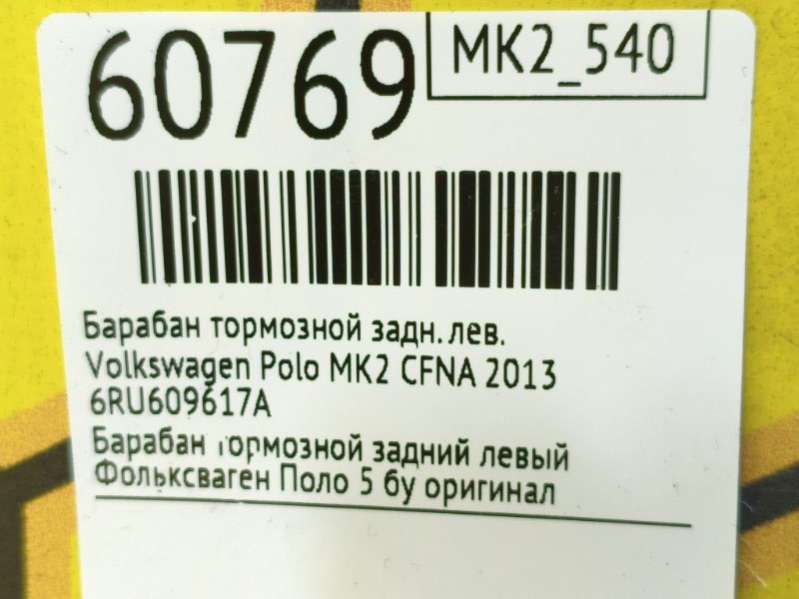 60769
MK2_540
Барабан тормозной задн. лев.
Volkswagen Polo MK2 CFNA 2013
6RU609617A
Барабан тормозной задний левый
Фольксваген Поло 5 бу оригинал